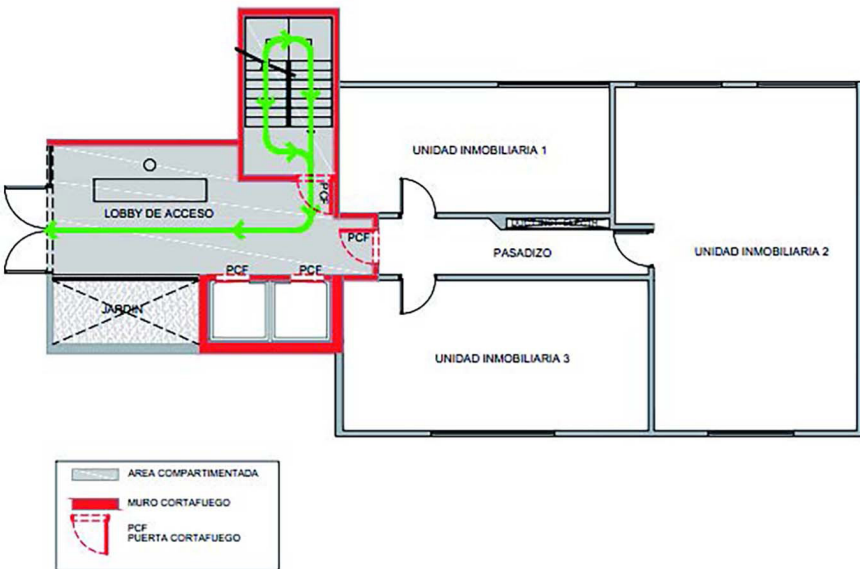 UNIDAD INMOBILIARIA 1
PCF
LOBBY DE ACCESO
PCF
PASADIZO
UNIDAD INMOBILIARIA 2
PCF
PCF
JARDIN
UNIDAD INMOBILIARIA 3
AREA COMPARTIMENTADA
MURO CORTAFUEGO
PCF
PUERTA CORTAFUEGO